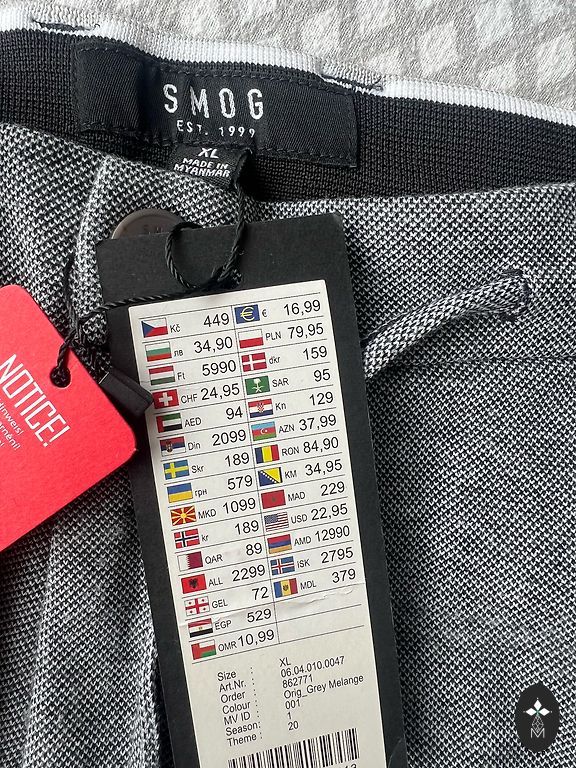 SMOG
EST. 1999
XL
MADE IN
MYANMAR
NOTICE!
Kč 449
€ 16,99
лв 34,90
PLN 79,95
Ft 5990
dkr 159
CHF 24,95
SAR 95
AED 94
Kn 129
Din 2099
AZN 37,99
Skr 189
RON 84,90
грн 579
KM 34,95
MKD 1099
MAD 229
kr 189
USD 22,95
QAR 89
AMD 12990
ALL 2299
ISK 2795
GEL 72
MDL 379
EGP 529
OMR 10,99
Size : XL
Art.Nr. : 06.04.010.0047
Order : 862771
Colour : Orig_Grey Melange
MV ID : 001
Season : 1
Theme : 20
M